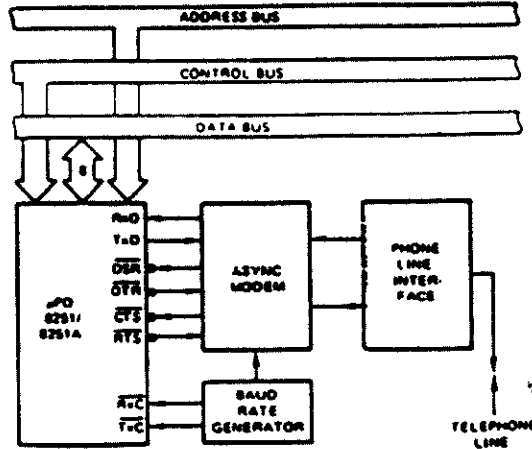 ADDRESS BUS
CONTROL BUS
DATA BUS
8
RxD
TxD
DSR
DTR
CTS
RTS
RxC
TxC
µPD
8251/
8251A
ASYNC
MODEM
PHONE
LINE
INTER-
FACE
BAUD
RATE
GENERATOR
TELEPHONE
LINE